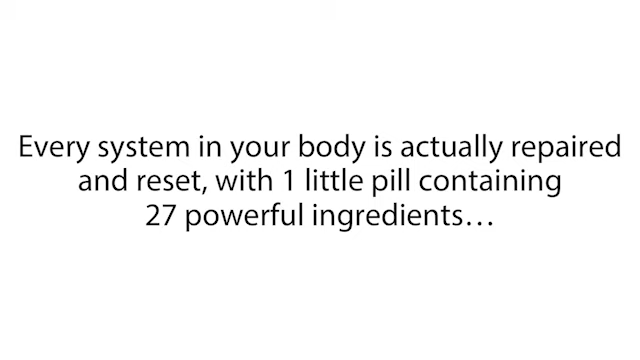 Every system in your body is actually repaired
and reset, with 1 little pill containing
27 powerful ingredients…